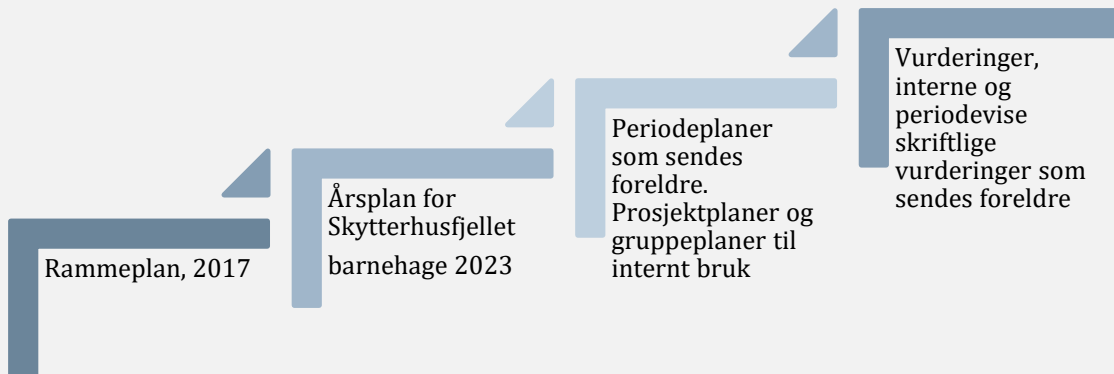 Rammeplan, 2017
Årsplan for
Skytterhusfjellet
barnehage 2023
Periodeplaner
som sendes
foreldre.
Prosjektplaner og
gruppeplaner til
internt bruk
Vurderinger,
interne og
periodevise
skriftlige
vurderinger som
sendes foreldre